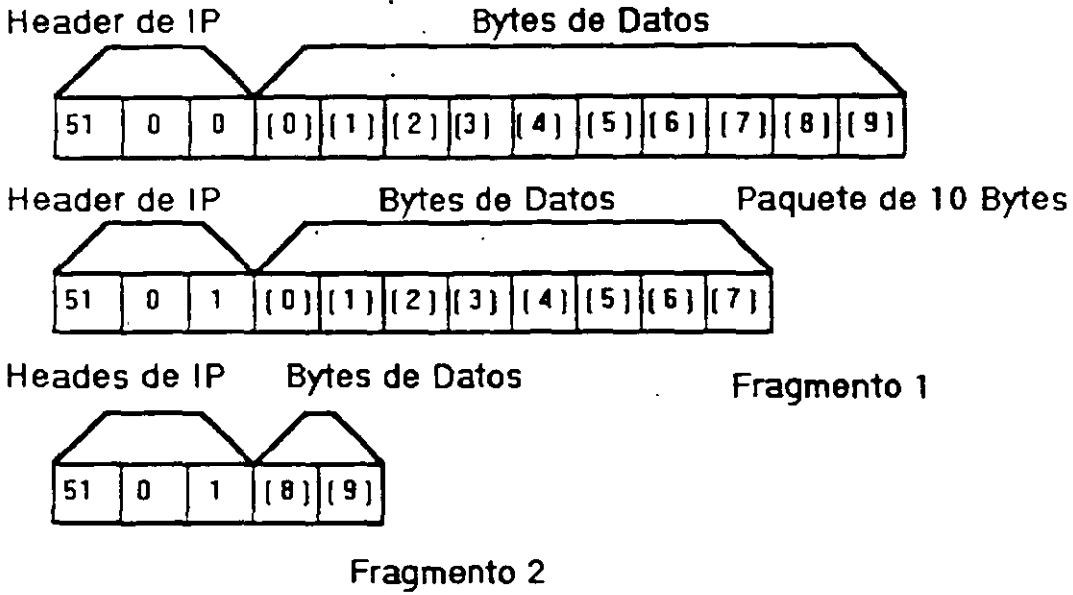 Header de IP Bytes de Datos
51 0 0 (0) (1) (2) (3) (4) (5) (6) (7) (8) (9)
Header de IP Bytes de Datos Paquete de 10 Bytes
51 0 1 (0) (1) (2) (3) (4) (5) (6) (7)
Heades de IP Bytes de Datos Fragmento 1
51 0 1 (8) (9)
Fragmento 2